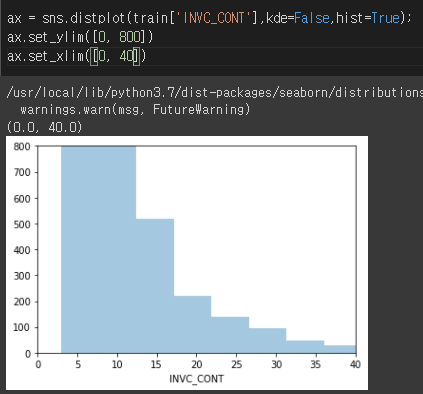 ax = sns.distplot(train['INVC_CONT'],kde=False,hist=True);
ax.set_ylim([0, 800])
ax.set_xlim([0, 40])
/usr/local/lib/python3.7/dist-packages/seaborn/distributions
warnings.warn(msg, FutureWarning)
(0.0, 40.0)
800
700
600
500
400
300
200
100
0
0 5 10 15 20 25 30 35 40
INVC_CONT